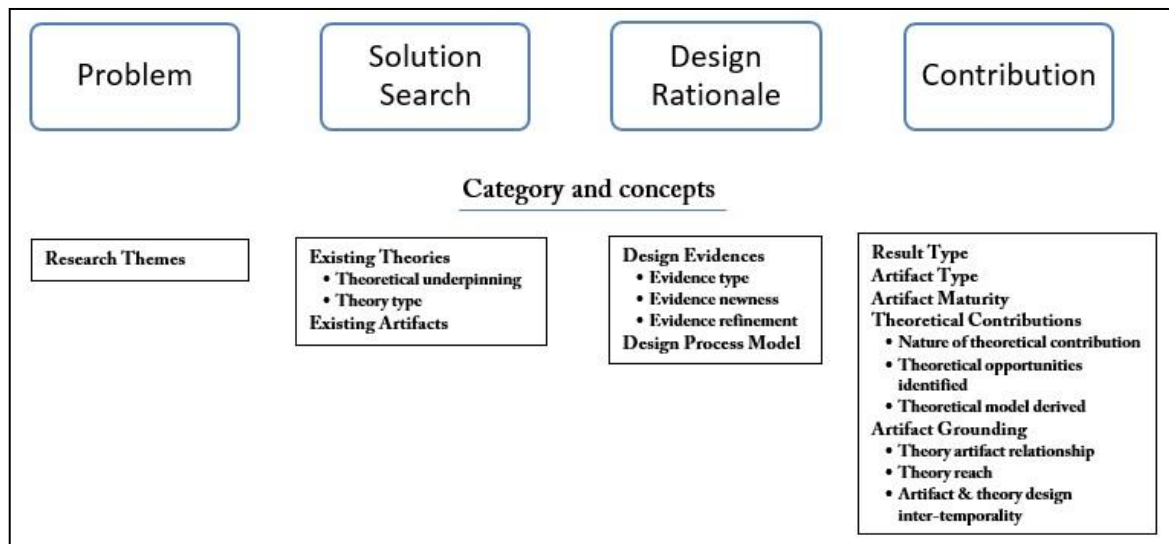 Problem
Solution
Search
Design
Rationale
Contribution
Category and concepts
Research Themes
Existing Theories
• Theoretical underpinning
• Theory type
Existing Artifacts
Design Evidences
• Evidence type
• Evidence newness
• Evidence refinement
Design Process Model
Result Type
Artifact Type
Artifact Maturity
Theoretical Contributions
• Nature of theoretical contribution
• Theoretical opportunities
identified
• Theoretical model derived
Artifact Grounding
• Theory artifact relationship
• Theory reach
• Artifact & theory design
inter-temporality